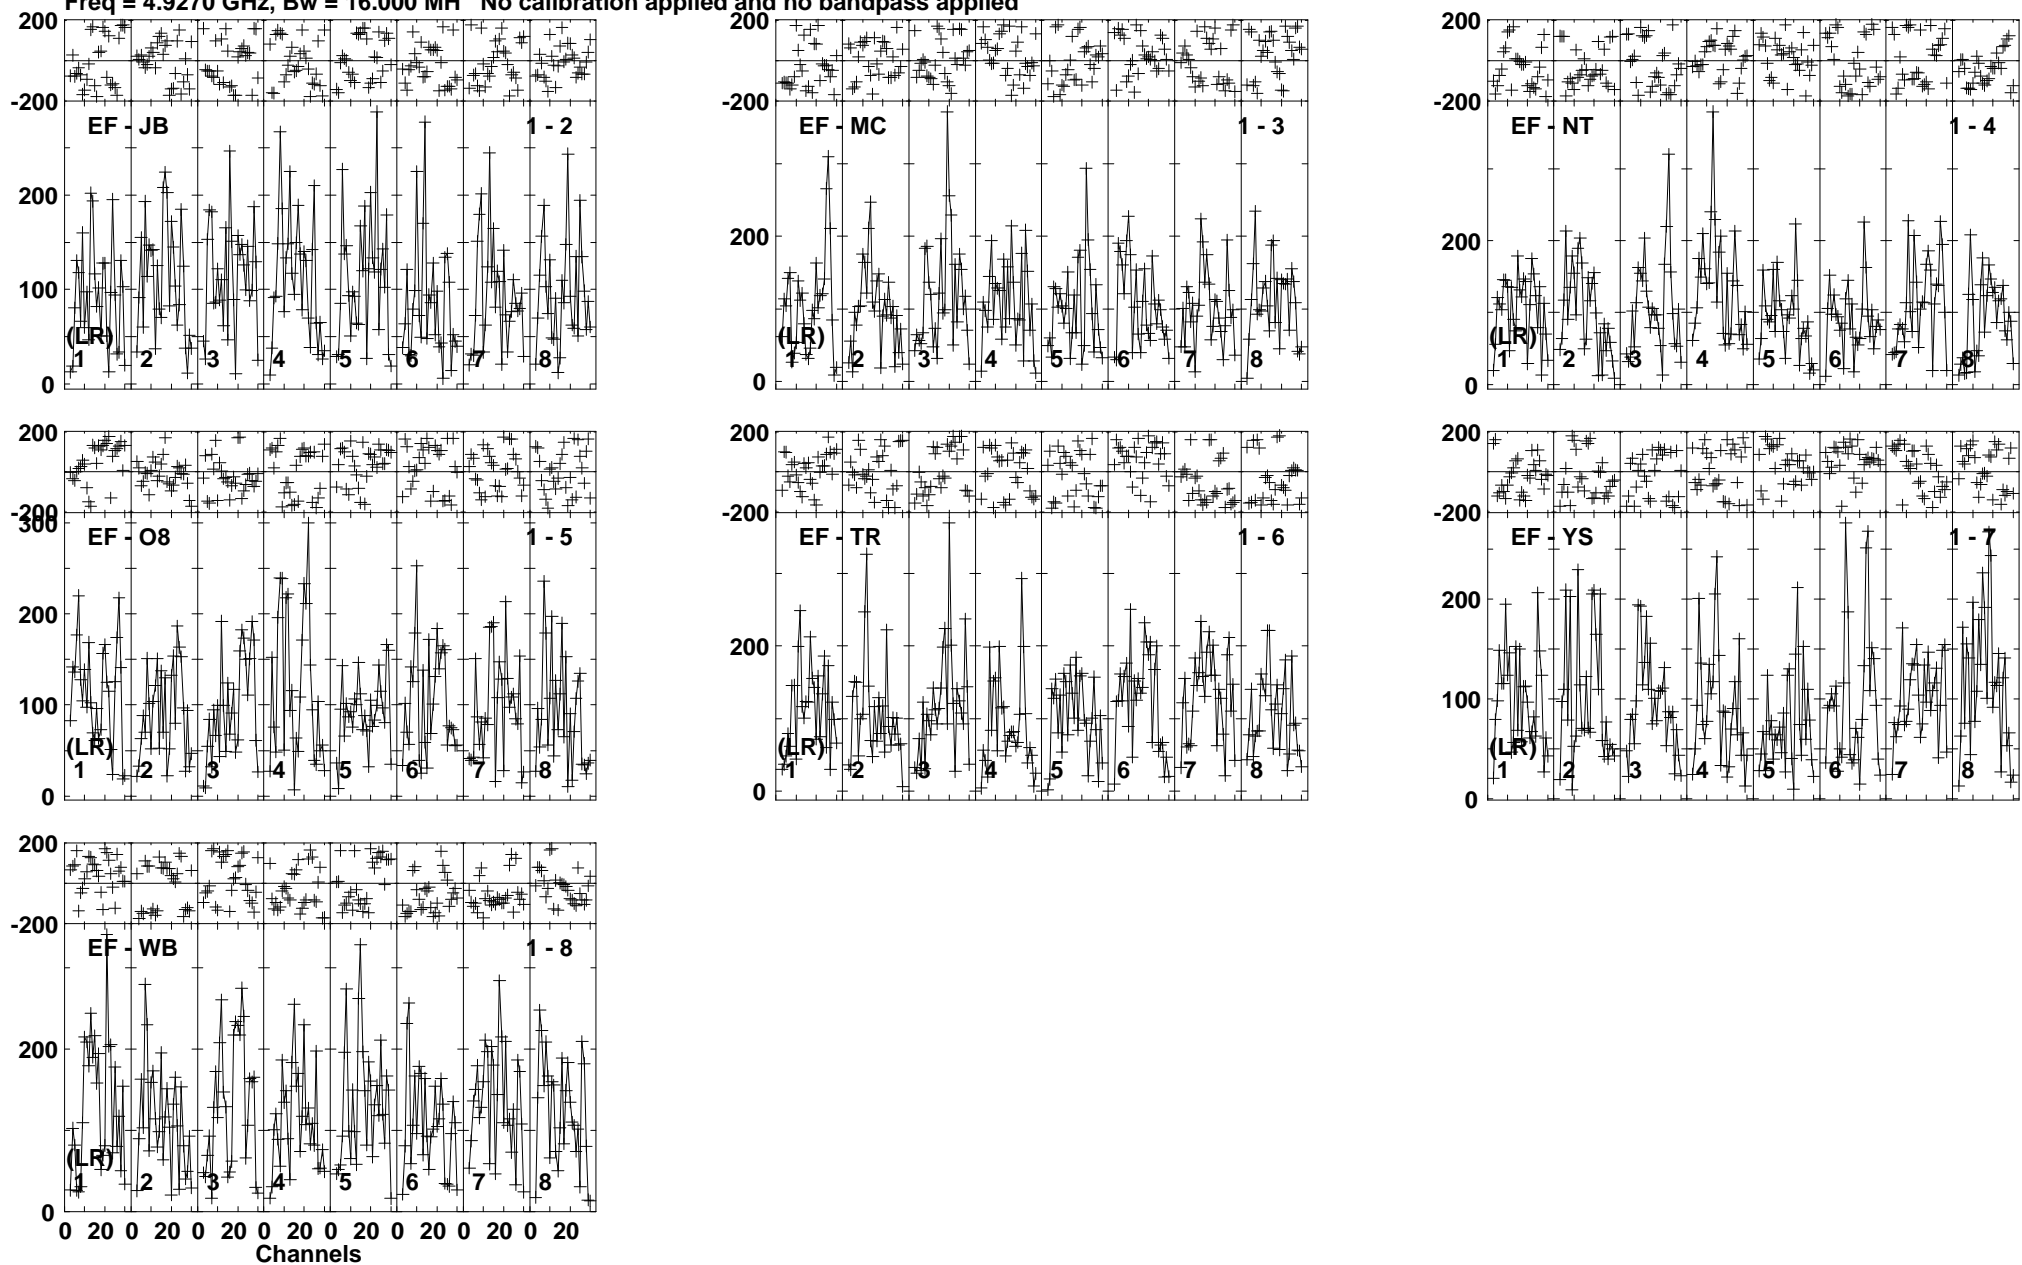 Freq = 4.9270 GHz, Bw = 16.000 MH No calibration applied and no bandpass applied
200
-200
EF - JB 1 - 2
200
100
(LR)
1 2 3 4 5 6 7 8
0
200
-200
EF - MC 1 - 3
200
(LR)
1 2 3 4 5 6 7 8
0
200
-200
EF - NT 1 - 4
200
(LR)
1 2 3 4 5 6 7 8
0
200
-200
300
EF - O8 1 - 5
200
100
(LR)
1 2 3 4 5 6 7 8
0
200
-200
EF - TR 1 - 6
200
(LR)
1 2 3 4 5 6 7 8
0
200
-200
EF - YS 1 - 7
200
100
(LR)
1 2 3 4 5 6 7 8
0
200
-200
EF - WB 1 - 8
200
(LR)
1 2 3 4 5 6 7 8
0
0 20 0 20 0 20 0 20 0 20 0 20 0 20 0 20
Channels